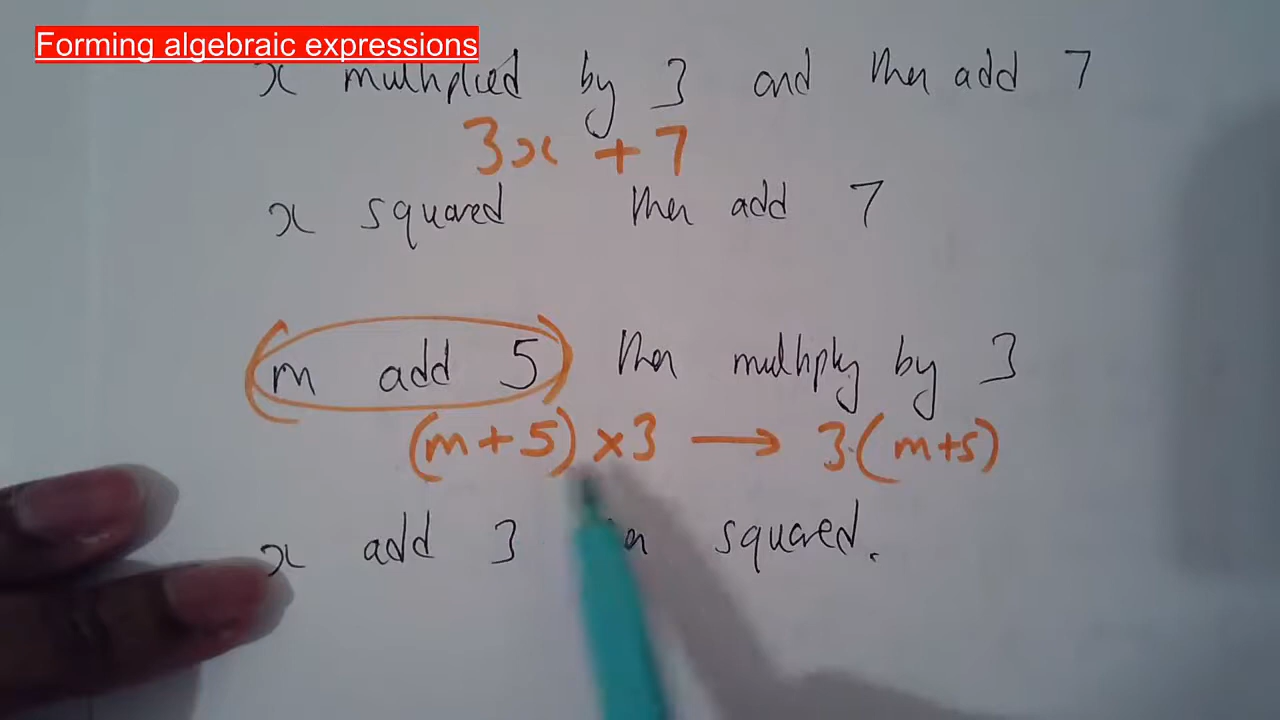 Forming algebraic expressions
x multiplied by 3 and then add 7
3x + 7
x squared then add 7
m add 5 then multiply by 3
(m + 5) × 3 → 3(m+5)
x add 3 squared.